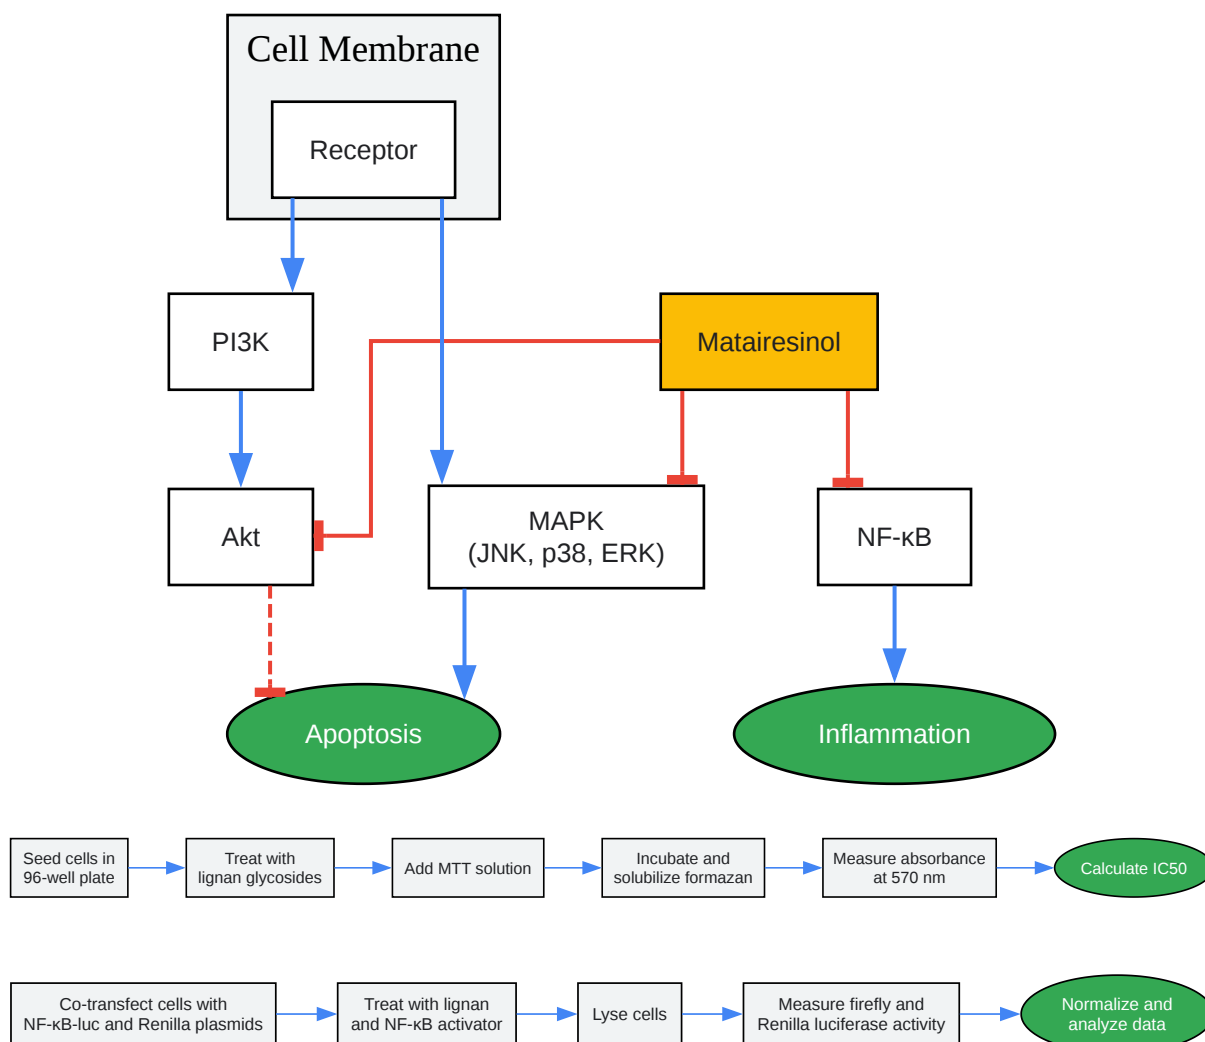 Cell Membrane
Receptor
PI3K
Matairesinol
Akt
MAPK
(JNK, p38, ERK)
NF-κB
Apoptosis
Inflammation
Seed cells in
96-well plate
Treat with
lignan glycosides
Add MTT solution
Incubate and
solubilize formazan
Measure absorbance
at 570 nm
Calculate IC50
Co-transfect cells with
NF-κB-luc and Renilla plasmids
Treat with lignan
and NF-κB activator
Lyse cells
Measure firefly and
Renilla luciferase activity
Normalize and
analyze data